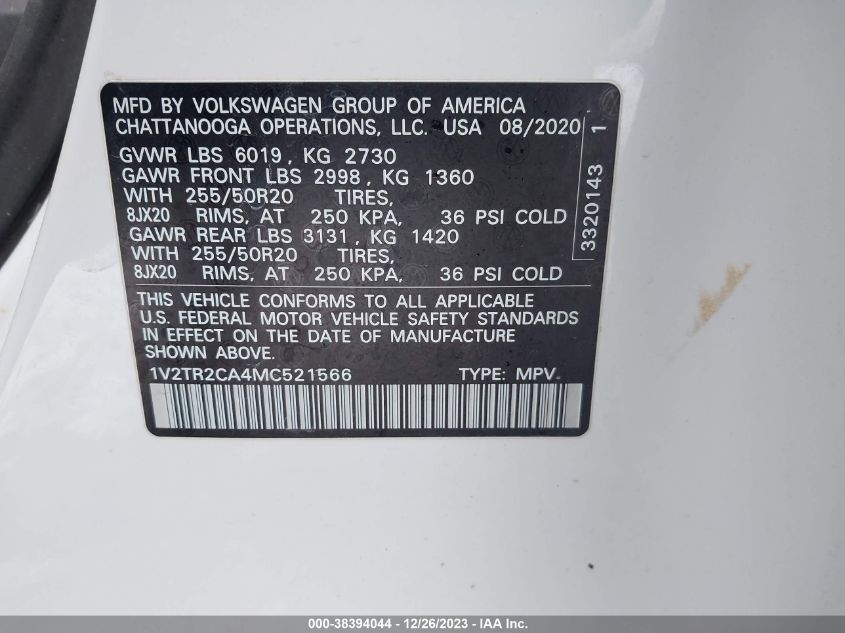 MFD BY VOLKSWAGEN GROUP OF AMERICA
CHATTANOOGA OPERATIONS, LLC. USA 08/2020
GVWR LBS 6019, KG 2730
GAWR FRONT LBS 2998, KG 1360
WITH 255/50R20 TIRES,
8JX20 RIMS, AT 250 KPA, 36 PSI COLD
GAWR REAR LBS 3131, KG 1420
WITH 255/50R20 TIRES,
8JX20 RIMS, AT 250 KPA, 36 PSI COLD
3320143 1
THIS VEHICLE CONFORMS TO ALL APPLICABLE
U.S. FEDERAL MOTOR VEHICLE SAFETY STANDARDS
IN EFFECT ON THE DATE OF MANUFACTURE
SHOWN ABOVE.
1V2TR2CA4MC521566 TYPE: MPV.
000-38394044 - 12/26/2023 - IAA Inc.